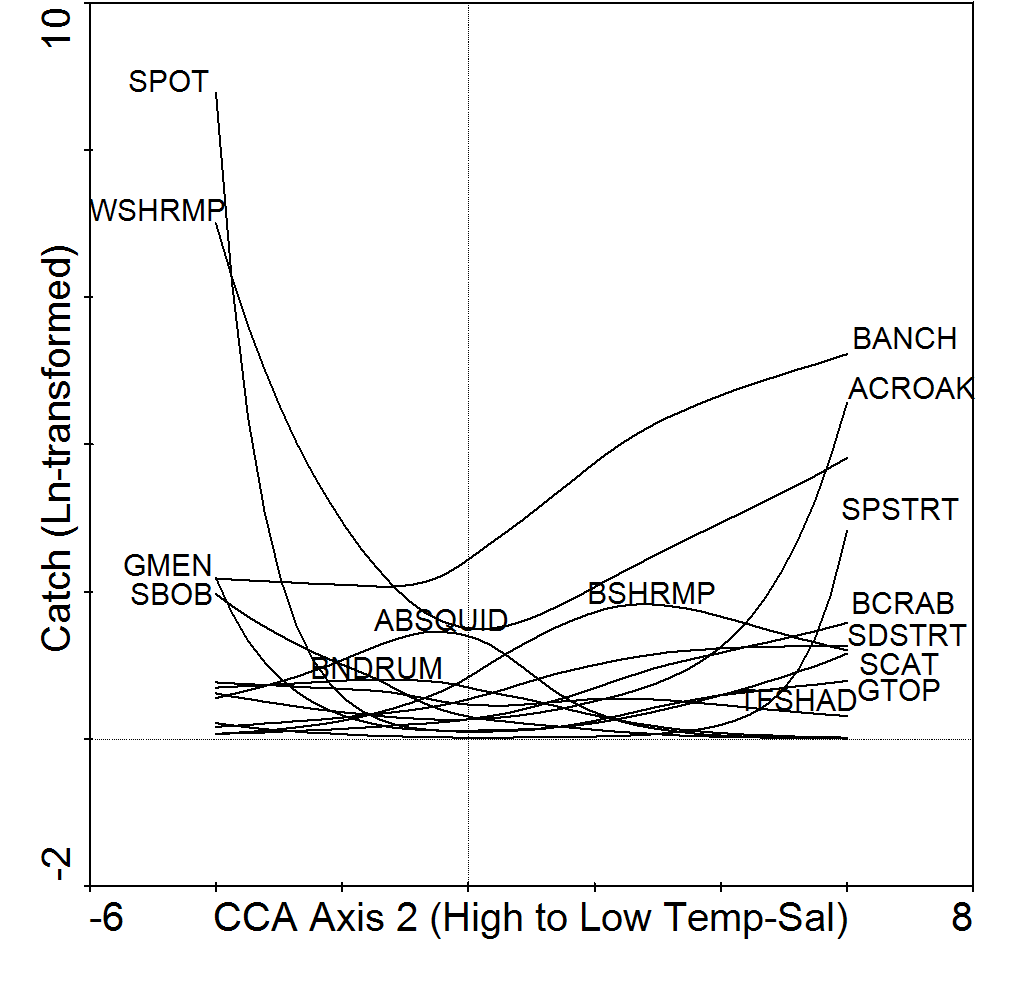 10
SPOT
WSHRMP
BANCH
ACROAK
SPSTRT
GMEN
SBOB
BSHRMP
BCRAB
ABSQUID
SDSTRT
BNDRUM
SCAT
GTOP
TFSHAD
Catch (Ln-transformed)
-2
-6
CCA Axis 2 (High to Low Temp-Sal)
8